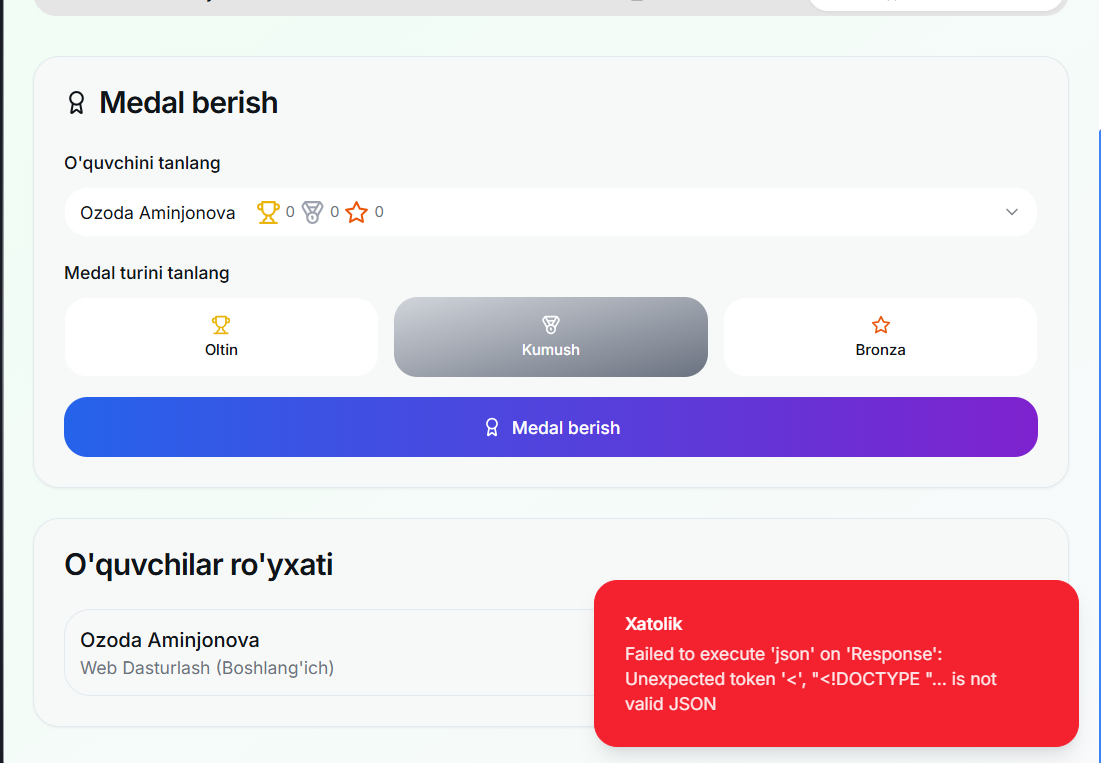 Medal berish
O'quvchini tanlang
Ozoda Aminjonova 0 0 0
Medal turini tanlang
Oltin
Kumush
Bronza
Medal berish
O'quvchilar ro'yxati
Ozoda Aminjonova
Web Dasturlash (Boshlang'ich)
Xatolik
Failed to execute 'json' on 'Response':
Unexpected token '<', "<!DOCTYPE "... is not
valid JSON